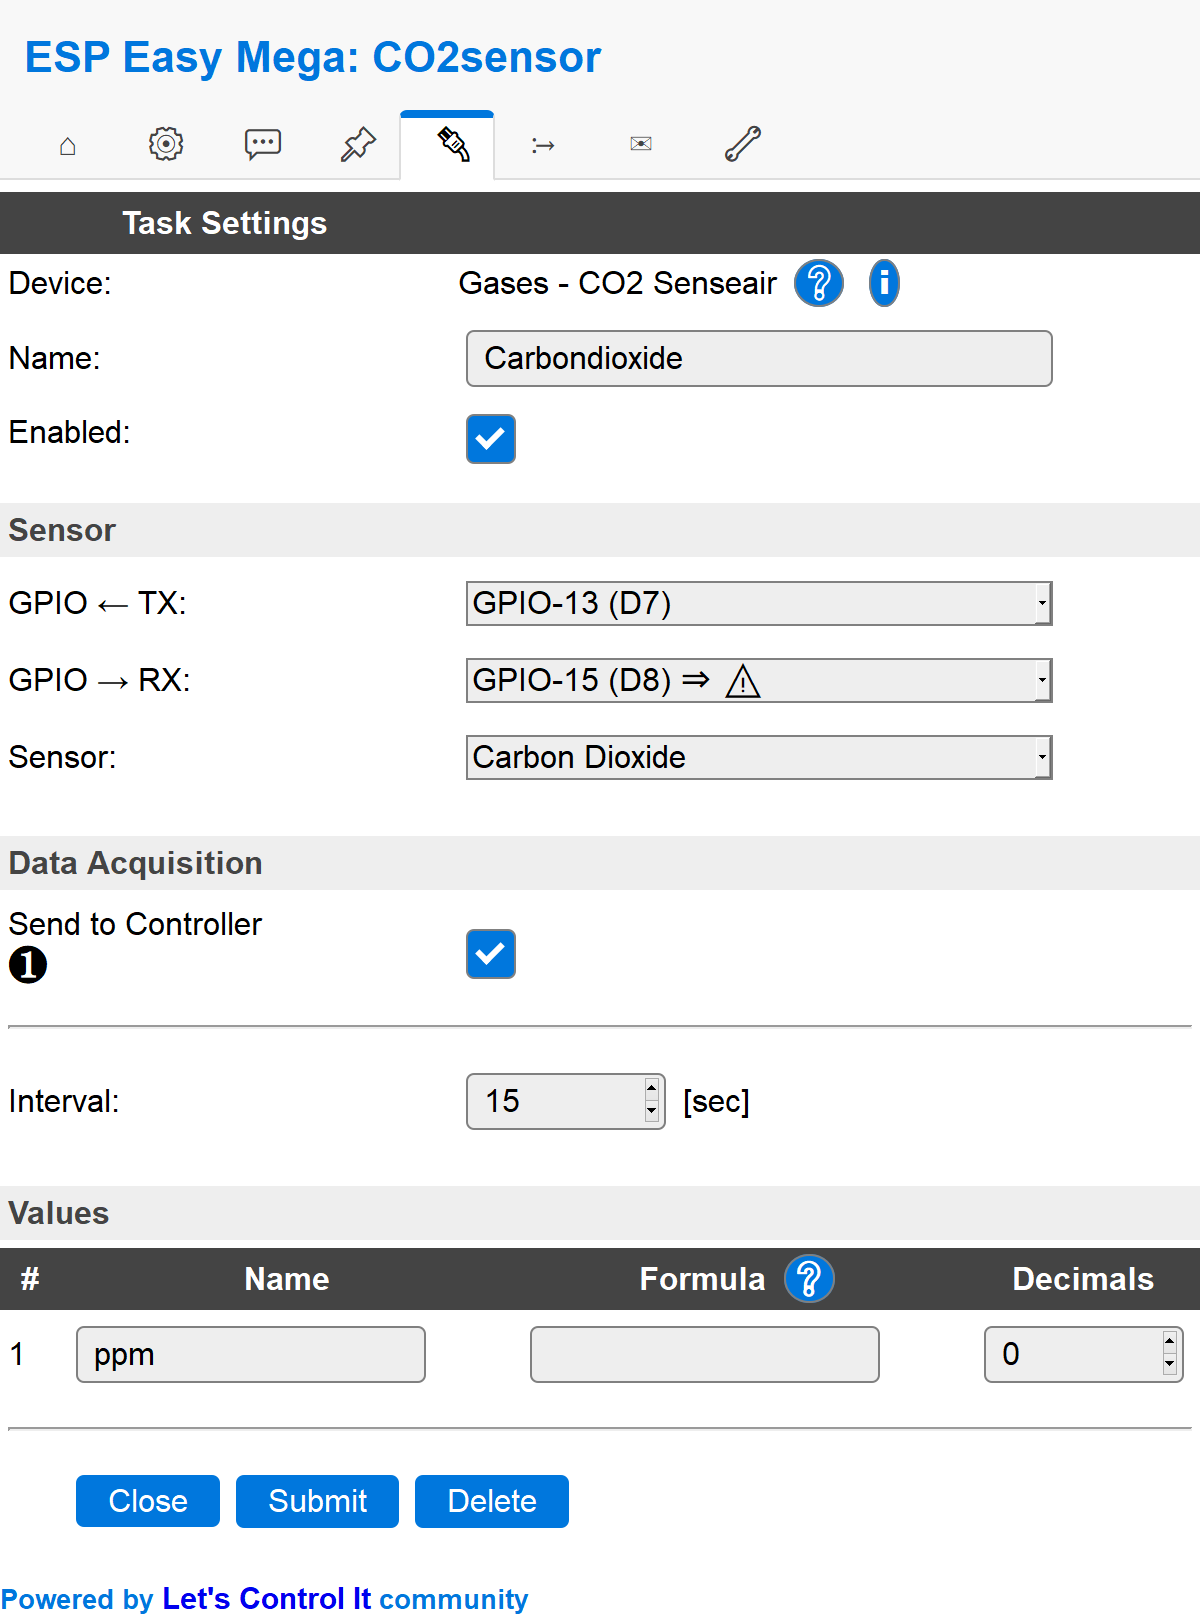 ESP Easy Mega: CO2sensor
Task Settings
Device: Gases - CO2 Senseair ? i
Name: Carbondioxide
Enabled:
Sensor
GPIO ← TX: GPIO-13 (D7)
GPIO → RX: GPIO-15 (D8) ⇒ ⚠
Sensor: Carbon Dioxide
Data Acquisition
Send to Controller
❶
Interval: 15 [sec]
Values
# Name Formula ? Decimals
1 ppm 0
Close Submit Delete
Powered by Let's Control It community